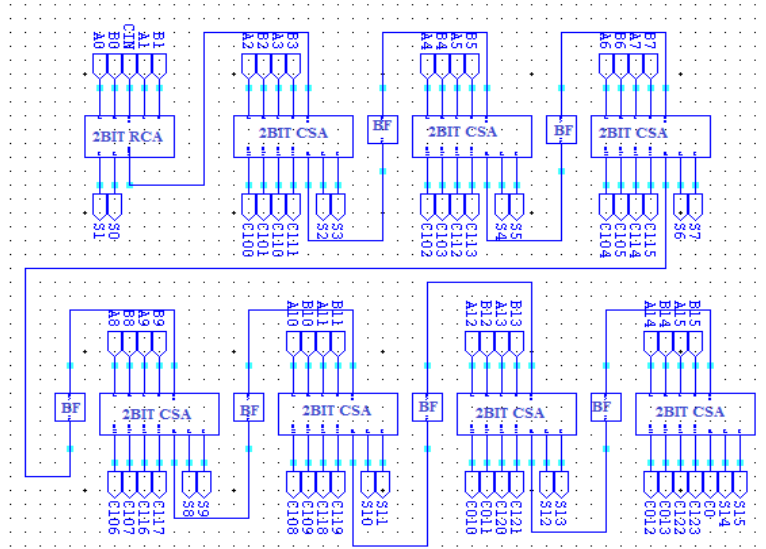 A0 B0 CIN A1 B1
A2 B2 A3 B3
A4 B4 A5 B5
A6 B6 A7 B7
2BIT RCA
2BIT CSA
BF
2BIT CSA
BF
2BIT CSA
S1 S0
C100 C101 C110 C111 S2 S3
C102 C103 C112 C113 S4 S5
C104 C105 C114 C115 S6 S7
A8 B8 A9 B9
A10 B10 A11 B11
A12 B12 A13 B13
A14 B14 A15 B15
BF
2BIT CSA
BF
2BIT CSA
BF
2BIT CSA
BF
2BIT CSA
C106 C107 C116 C117 S8 S9
C108 C109 C118 C119 S10 S11
C010 C011 C120 C121 S12 S13
C012 C013 C122 C123 C0 S14 S15